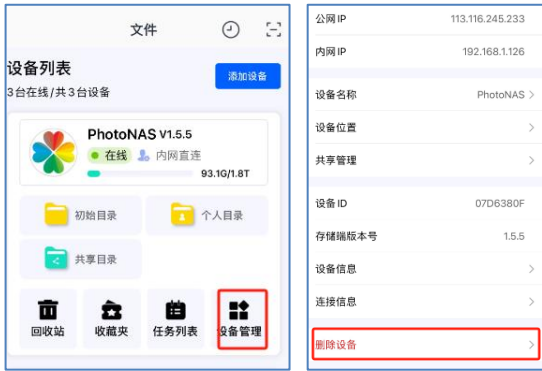 文件
设备列表
添加设备
3台在线/共3台设备
PhotoNAS V1.5.5
在线 内网直连
93.1G/1.8T
初始目录 个人目录
共享目录
回收站 收藏夹 任务列表 设备管理
公网 IP 113.116.245.233
内网 IP 192.168.1.126
设备名称 PhotoNAS >
设备位置 >
共享管理 >
设备 ID 07D6380F
存储端版本号 1.5.5
设备信息 >
连接信息 >
删除设备 >